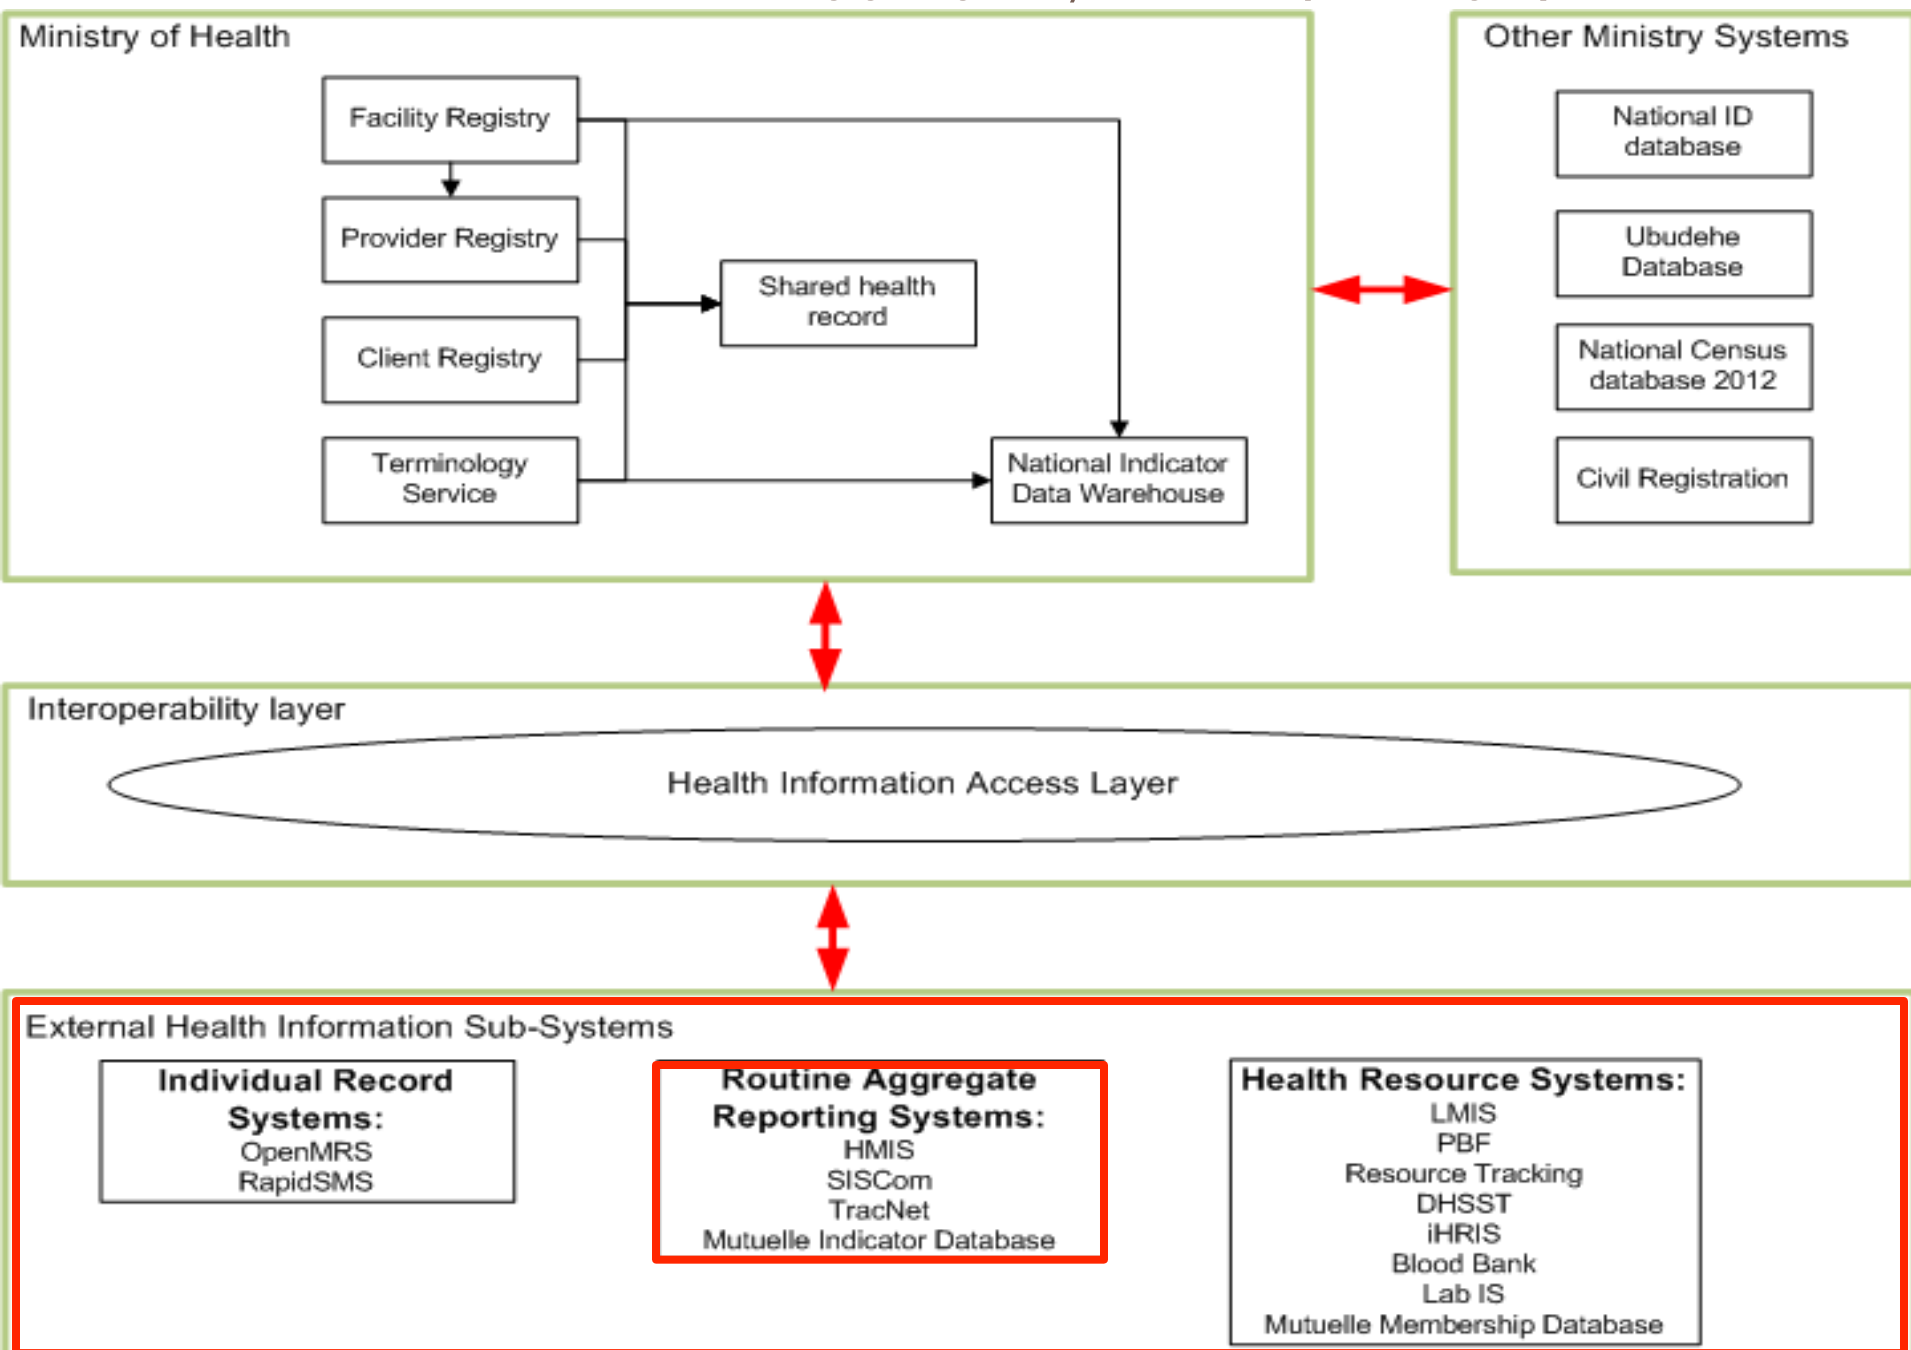 Ministry of Health
Facility Registry
Provider Registry
Client Registry
Terminology
Service
Shared health
record
National Indicator
Data Warehouse
Other Ministry Systems
National ID
database
Ubudehe
Database
National Census
database 2012
Civil Registration
Interoperability layer
Health Information Access Layer
External Health Information Sub-Systems
Individual Record
Systems:
OpenMRS
RapidSMS
Routine Aggregate
Reporting Systems:
HMIS
SISCom
TracNet
Mutuelle Indicator Database
Health Resource Systems:
LMIS
PBF
Resource Tracking
DHSST
iHRIS
Blood Bank
Lab IS
Mutuelle Membership Database